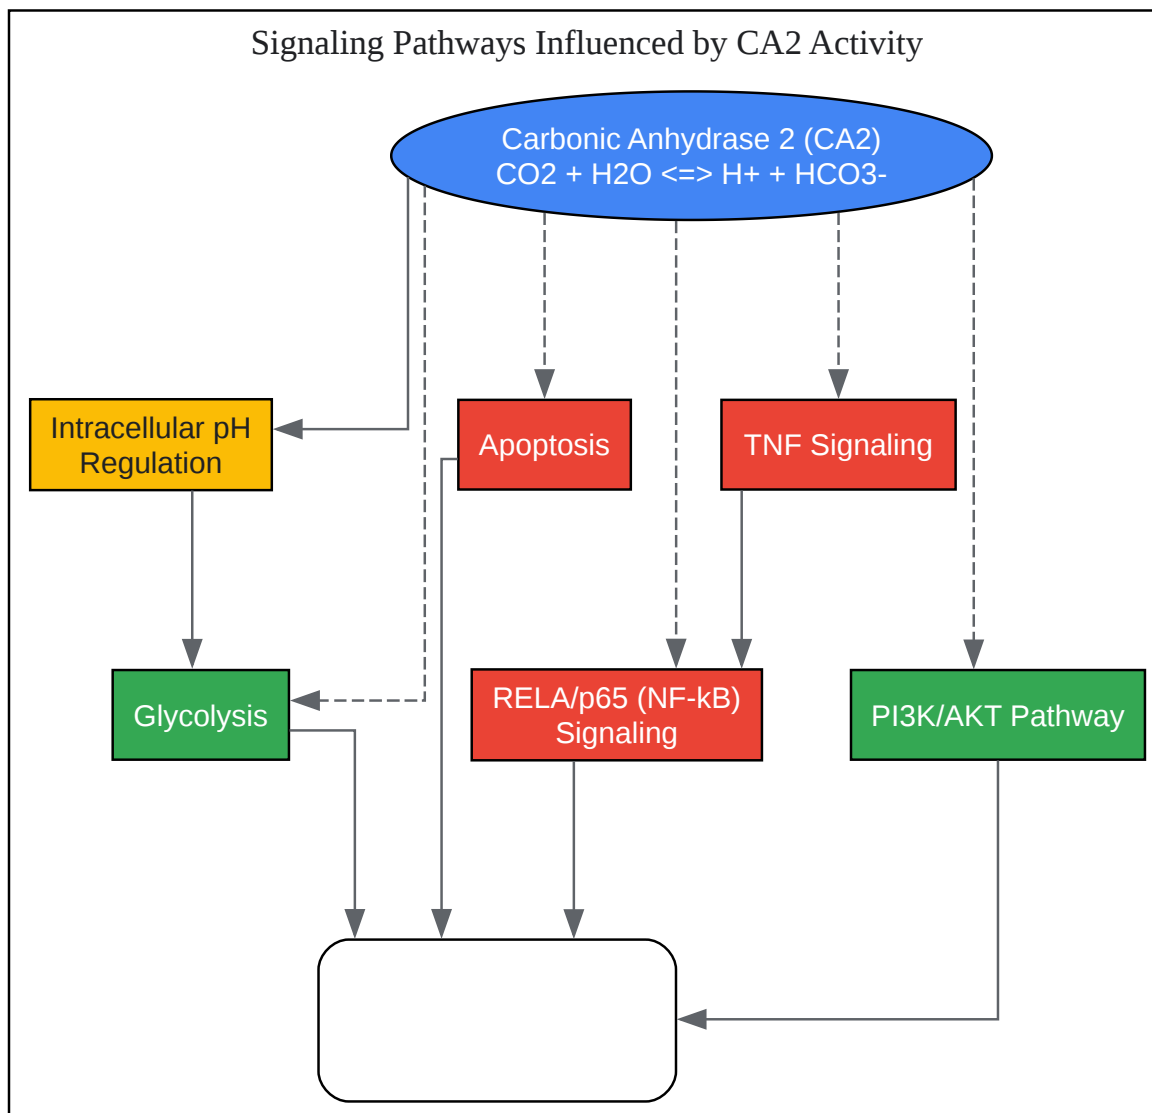 Signaling Pathways Influenced by CA2 Activity
Carbonic Anhydrase 2 (CA2)
CO2 + H2O <=> H+ + HCO3-
Intracellular pH
Regulation
Apoptosis
TNF Signaling
Glycolysis
RELA/p65 (NF-kB)
Signaling
PI3K/AKT Pathway